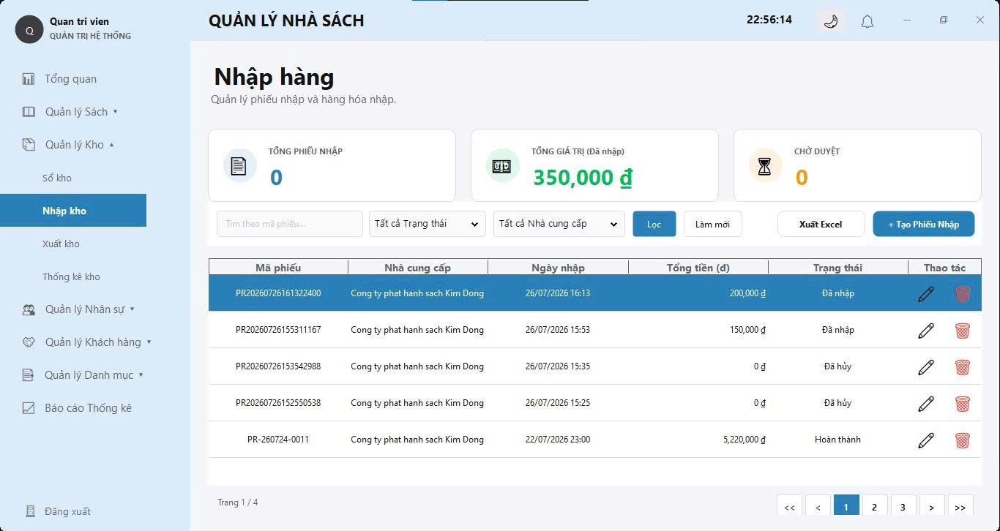 Q
Quan tri vien
QUẢN TRỊ HỆ THỐNG
QUẢN LÝ NHÀ SÁCH
22:56:14
Tổng quan
Quản lý Sách
Quản lý Kho
Sổ kho
Nhập kho
Xuất kho
Thống kê kho
Quản lý Nhân sự
Quản lý Khách hàng
Quản lý Danh mục
Báo cáo Thống kê
Đăng xuất
Nhập hàng
Quản lý phiếu nhập và hàng hóa nhập.
TỔNG PHIẾU NHẬP
0
TỔNG GIÁ TRỊ (Đã nhập)
350,000 ₫
CHỜ DUYỆT
0
Tìm theo mã phiếu... Tất cả Trạng thái Tất cả Nhà cung cấp Lọc Làm mới Xuất Excel + Tạo Phiếu Nhập
Mã phiếu Nhà cung cấp Ngày nhập Tổng tiền (đ) Trạng thái Thao tác
PR20260726161322400 Cong ty phat hanh sach Kim Dong 26/07/2026 16:13 200,000 ₫ Đã nhập
PR20260726155311167 Cong ty phat hanh sach Kim Dong 26/07/2026 15:53 150,000 ₫ Đã nhập
PR20260726153542988 Cong ty phat hanh sach Kim Dong 26/07/2026 15:35 0 ₫ Đã hủy
PR20260726152550538 Cong ty phat hanh sach Kim Dong 26/07/2026 15:25 0 ₫ Đã hủy
PR-260724-0011 Cong ty phat hanh sach Kim Dong 22/07/2026 23:00 5,220,000 ₫ Hoàn thành
Trang 1 / 4
<< < 1 2 3 > >>